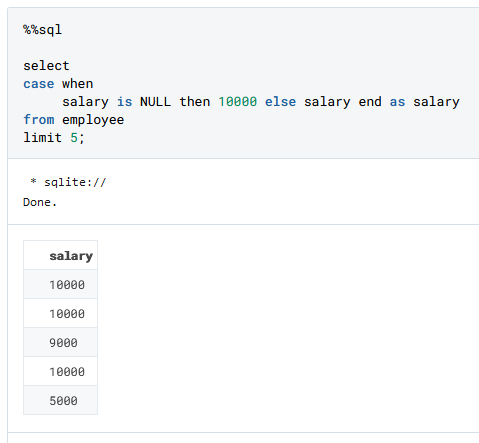 %%sql
select
case when
salary is NULL then 10000 else salary end as salary
from employee
limit 5;
* sqlite://
Done.
salary
10000
10000
9000
10000
5000